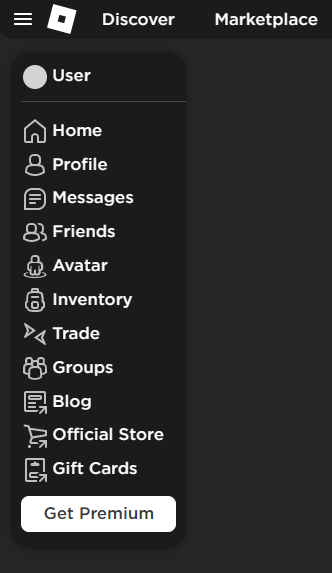 Discover Marketplace
User
Home
Profile
Messages
Friends
Avatar
Inventory
Trade
Groups
Blog
Official Store
Gift Cards
Get Premium